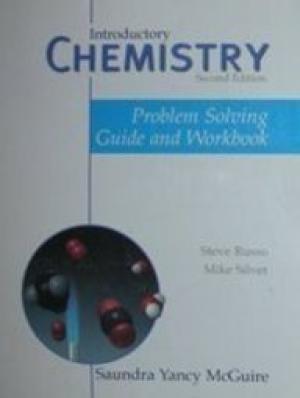 Introductory
CHEMISTRY
Second Edition
Problem Solving
Guide and Workbook
Steve Russo
Mike Silver
Saundra Yancy McGuire